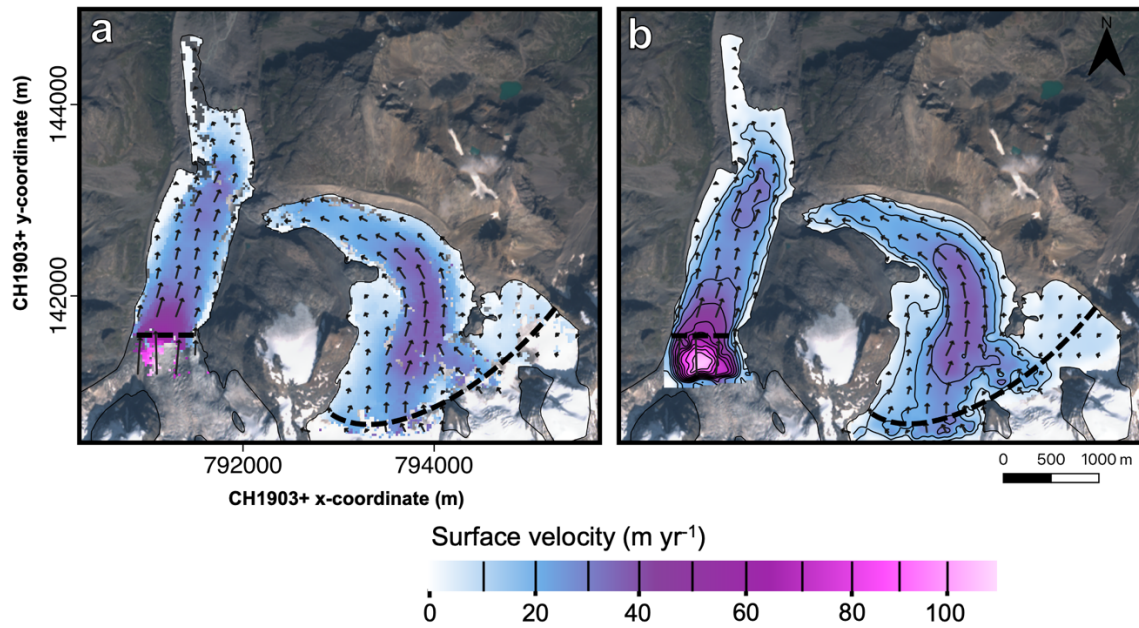 a
b
N
CH1903+ y-coordinate (m)
144000
142000
792000
794000
CH1903+ x-coordinate (m)
0 500 1000 m
Surface velocity (m yr⁻¹)
0 20 40 60 80 100